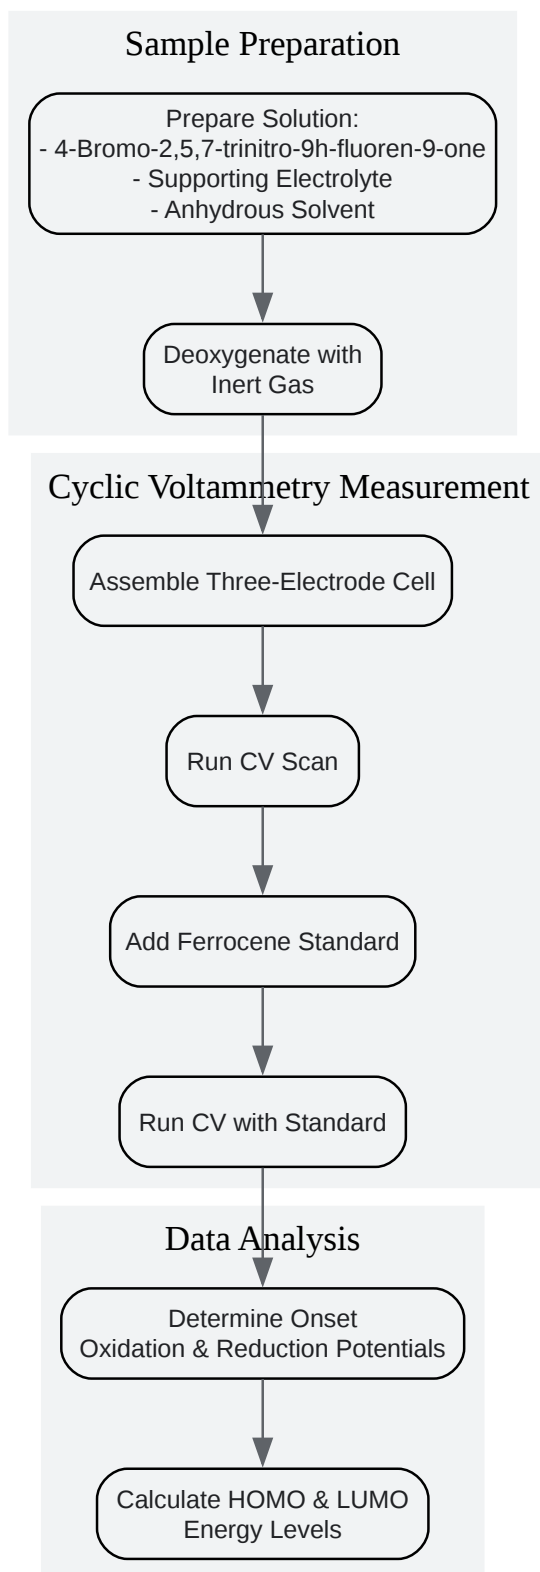 Sample Preparation
Prepare Solution:
- 4-Bromo-2,5,7-trinitro-9h-fluoren-9-one
- Supporting Electrolyte
- Anhydrous Solvent
Deoxygenate with
Inert Gas
Cyclic Voltammetry Measurement
Assemble Three-Electrode Cell
Run CV Scan
Add Ferrocene Standard
Run CV with Standard
Data Analysis
Determine Onset
Oxidation & Reduction Potentials
Calculate HOMO & LUMO
Energy Levels